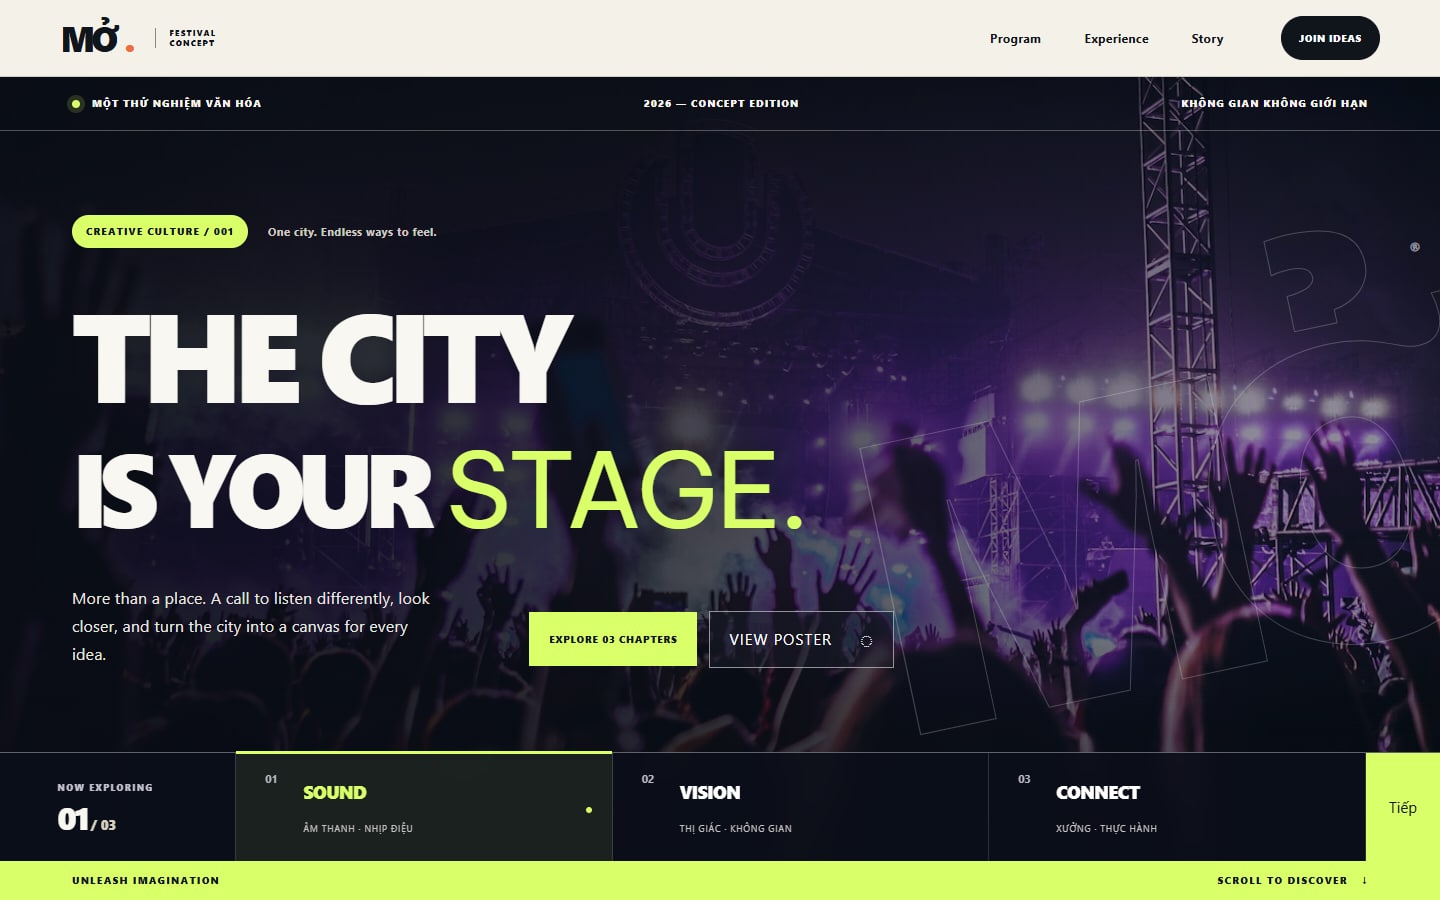 MỞ.
FESTIVAL
CONCEPT
Program
Experience
Story
JOIN IDEAS
MỘT THỬ NGHIỆM VĂN HÓA
2026 — CONCEPT EDITION
KHÔNG GIAN KHÔNG GIỚI HẠN
CREATIVE CULTURE / 001
One city. Endless ways to feel.
MỞ
®
THE CITY
IS YOUR STAGE.
More than a place. A call to listen differently, look
closer, and turn the city into a canvas for every
idea.
EXPLORE 03 CHAPTERS
VIEW POSTER
NOW EXPLORING
01 / 03
01
SOUND
ÂM THANH · NHỊP ĐIỆU
02
VISION
THỊ GIÁC · KHÔNG GIAN
03
CONNECT
XƯỞNG · THỰC HÀNH
Tiếp
UNLEASH IMAGINATION
SCROLL TO DISCOVER ↓